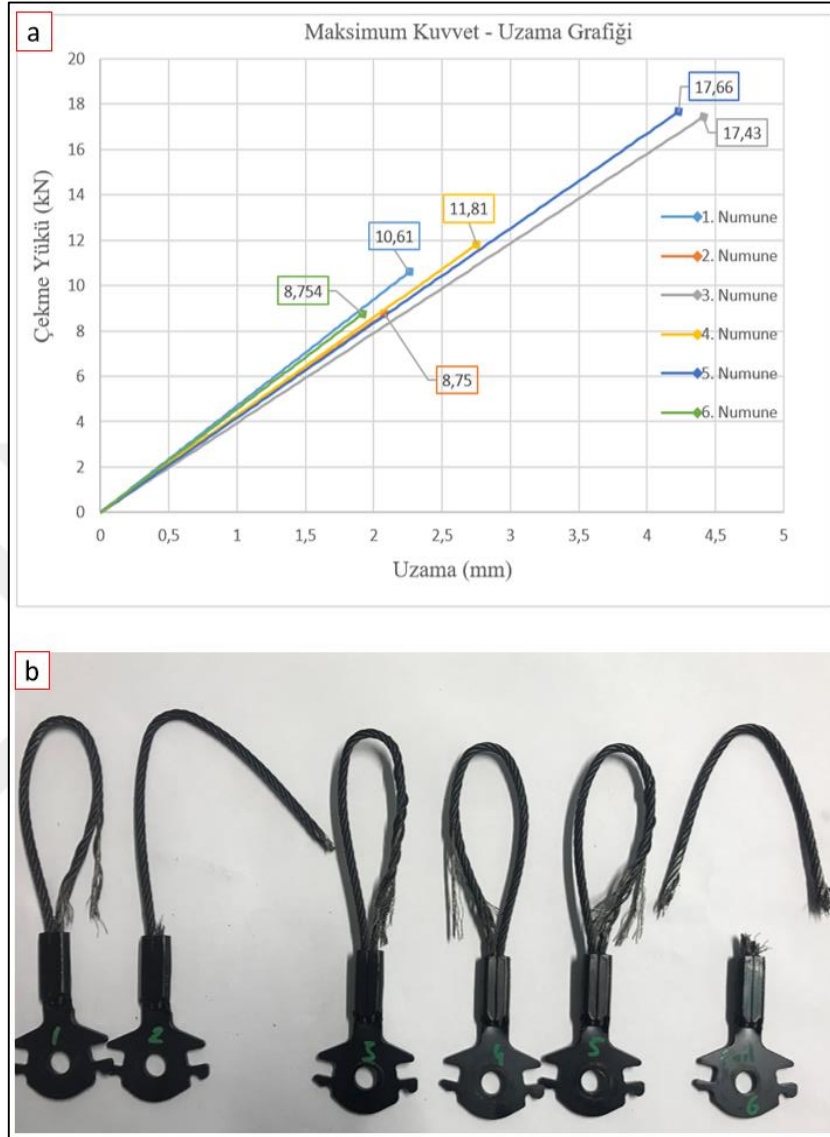 a
Maksimum Kuvvet - Uzama Grafiği
Çekme Yükü (kN)
20
18
16
14
12
10
8
6
4
2
0
17,66
17,43
11,81
10,61
8,754
8,75
1. Numune
2. Numune
3. Numune
4. Numune
5. Numune
6. Numune
0 0,5 1 1,5 2 2,5 3 3,5 4 4,5 5
Uzama (mm)
b
1 2 3 4 5
6